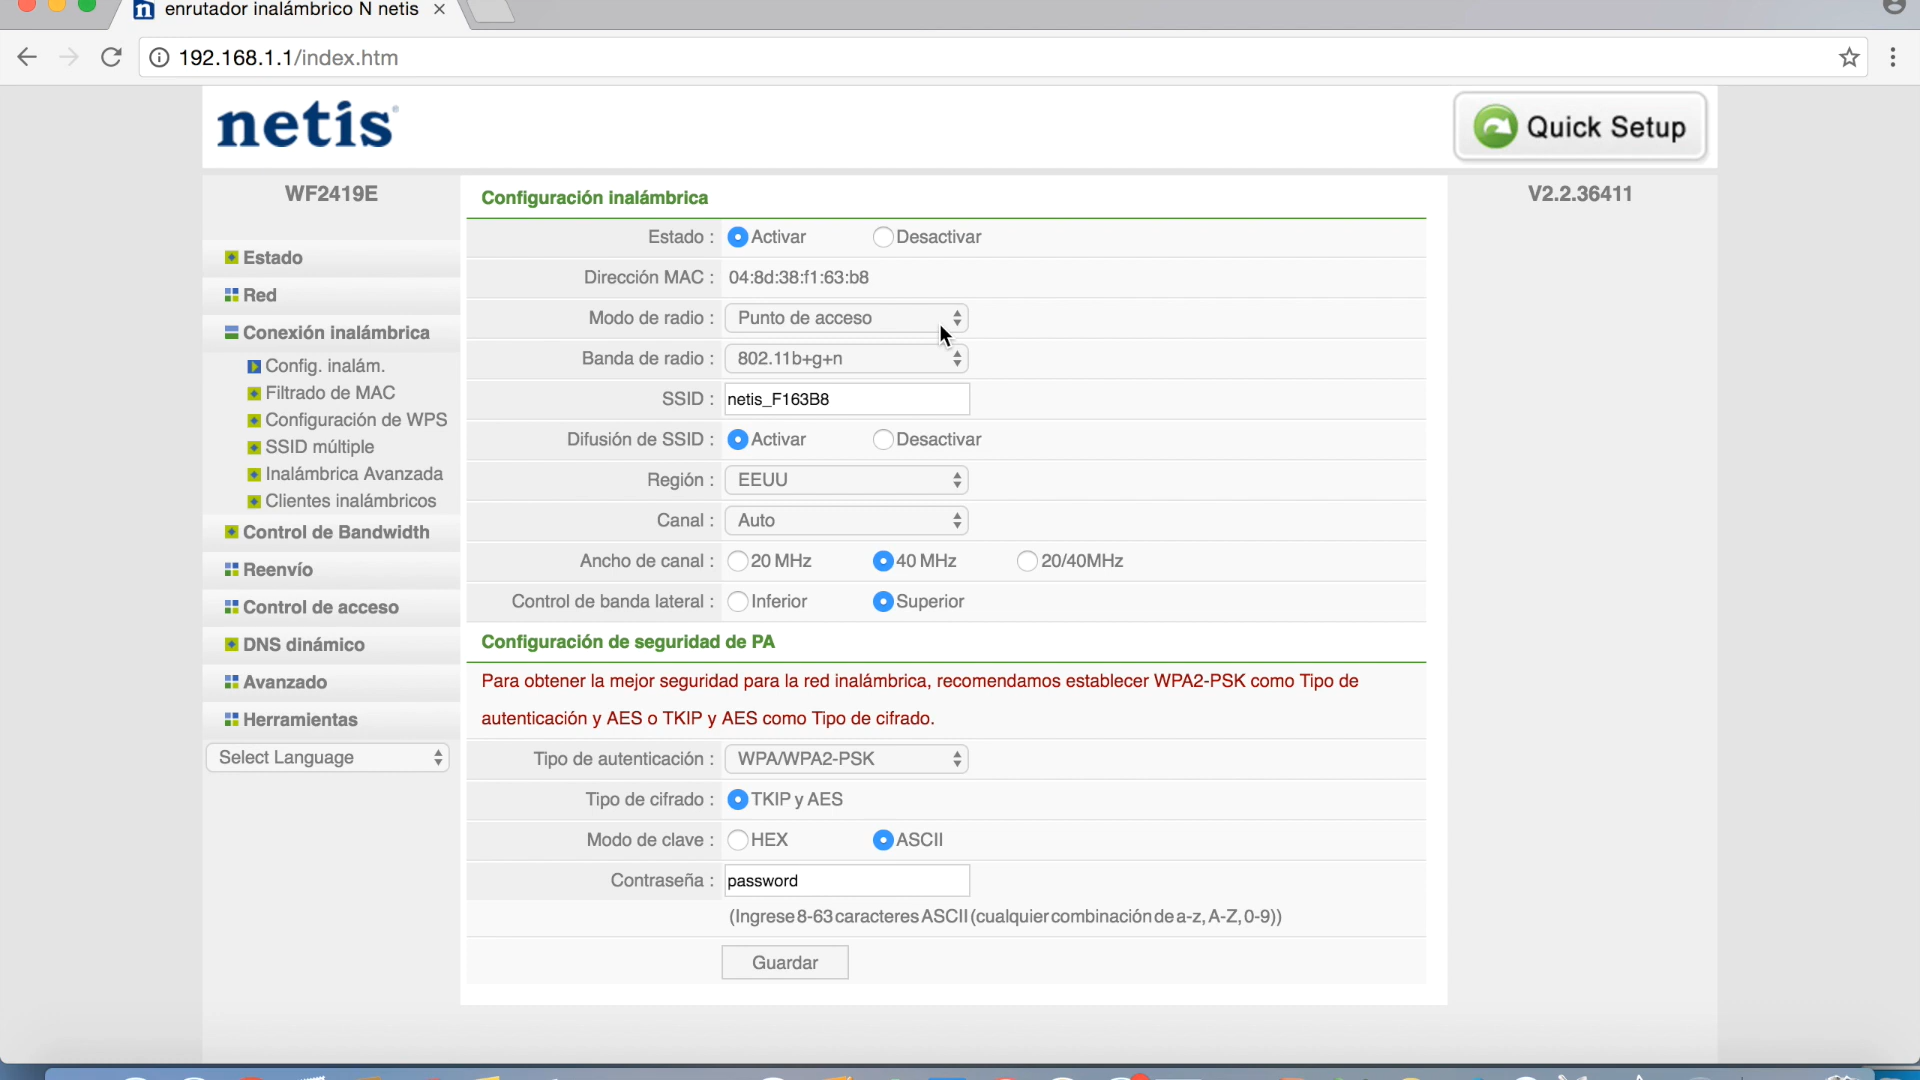 enrutador inalámbrico N netis
192.168.1.1/index.htm
netis
Quick Setup
WF2419E
V2.2.36411
Estado
Red
Conexión inalámbrica
Config. inalám.
Filtrado de MAC
Configuración de WPS
SSID múltiple
Inalámbrica Avanzada
Clientes inalámbricos
Control de Bandwidth
Reenvío
Control de acceso
DNS dinámico
Avanzado
Herramientas
Select Language
Configuración inalámbrica
Estado : Activar Desactivar
Dirección MAC : 04:8d:38:f1:63:b8
Modo de radio : Punto de acceso
Banda de radio : 802.11b+g+n
SSID : netis_F163B8
Difusión de SSID : Activar Desactivar
Región : EEUU
Canal : Auto
Ancho de canal : 20 MHz 40 MHz 20/40MHz
Control de banda lateral : Inferior Superior
Configuración de seguridad de PA
Para obtener la mejor seguridad para la red inalámbrica, recomendamos establecer WPA2-PSK como Tipo de
autenticación y AES o TKIP y AES como Tipo de cifrado.
Tipo de autenticación : WPA/WPA2-PSK
Tipo de cifrado : TKIP y AES
Modo de clave : HEX ASCII
Contraseña : password
(Ingrese 8-63 caracteres ASCII (cualquier combinación de a-z, A-Z, 0-9))
Guardar